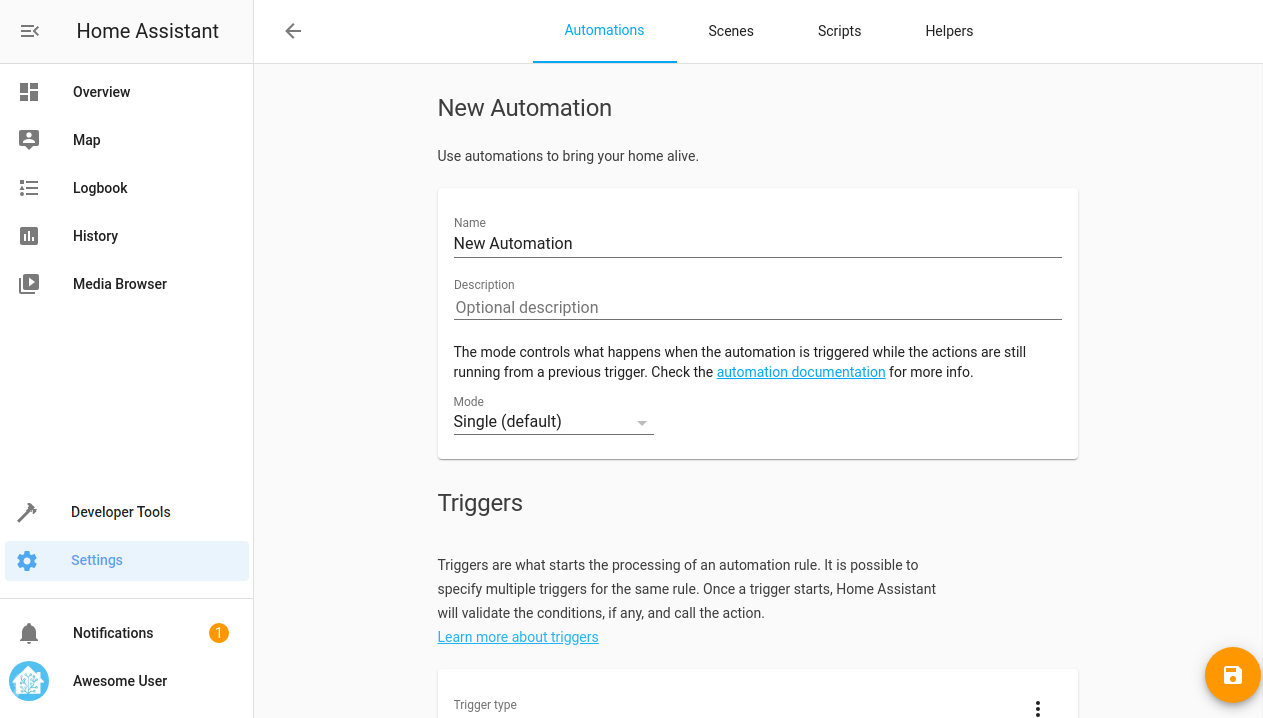 Home Assistant
Automations
Scenes
Scripts
Helpers
Overview
Map
Logbook
History
Media Browser
Developer Tools
Settings
Notifications
1
Awesome User
New Automation
Use automations to bring your home alive.
Name
New Automation
Description
Optional description
The mode controls what happens when the automation is triggered while the actions are still
running from a previous trigger. Check the automation documentation for more info.
Mode
Single (default)
Triggers
Triggers are what starts the processing of an automation rule. It is possible to
specify multiple triggers for the same rule. Once a trigger starts, Home Assistant
will validate the conditions, if any, and call the action.
Learn more about triggers
Trigger type